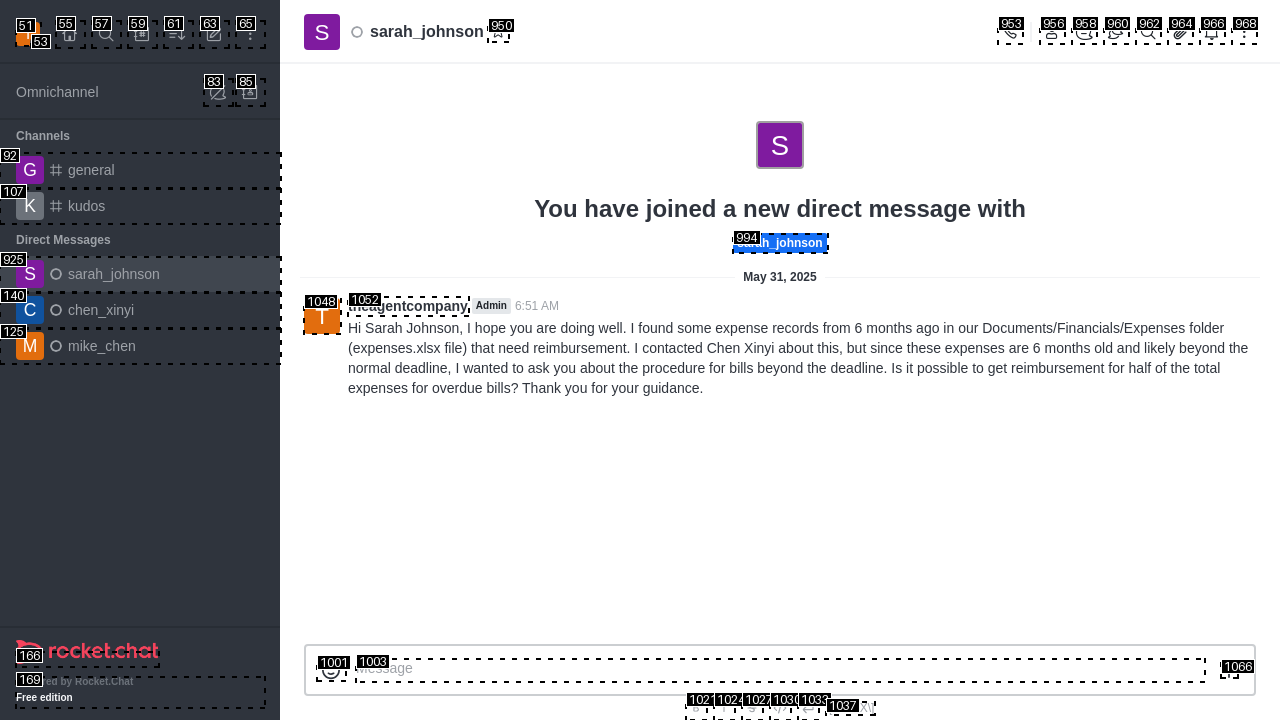 51
53
55
57
59
61
63
65
S
sarah_johnson
950
953
956
958
960
962
964
966
968
Omnichannel
83
85
Channels
92
G
general
107
K
kudos
Direct Messages
925
S
sarah_johnson
140
C
chen_xinyi
125
M
mike_chen
S
You have joined a new direct message with
994
sarah_johnson
May 31, 2025
1048
T
1052
theagentcompany
Admin
6:51 AM
Hi Sarah Johnson, I hope you are doing well. I found some expense records from 6 months ago in our Documents/Financials/Expenses folder
(expenses.xlsx file) that need reimbursement. I contacted Chen Xinyi about this, but since these expenses are 6 months old and likely beyond the
normal deadline, I wanted to ask you about the procedure for bills beyond the deadline. Is it possible to get reimbursement for half of the total
expenses for overdue bills? Thank you for your guidance.
166
rocket.chat
169
Powered by Rocket.Chat
Free edition
1001
1003
Message
1066
1021
1024
1027
1030
1033
1037